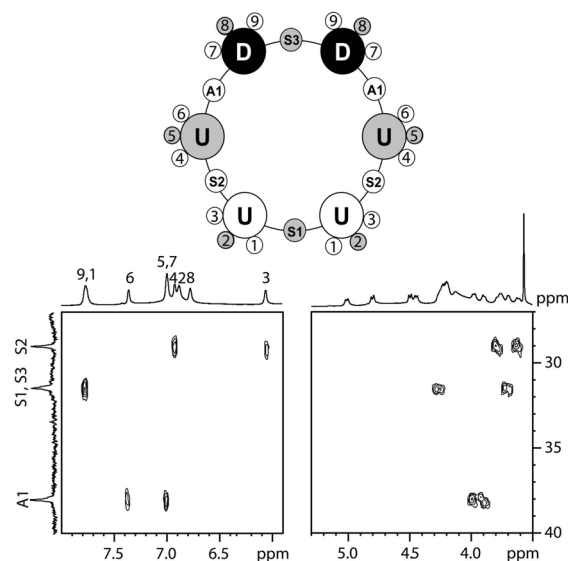 9 9
8 S3 8
D D
7 7
A1 A1
6 6
5 U U 5
4 4
S2 S2
3 U U 3
2 S1 2
1 1
5,7
9,1 6 428 3
ppm
S2
S1, S3
A1
30
35
40
7.5 7.0 6.5 ppm
5.0 4.5 4.0 ppm